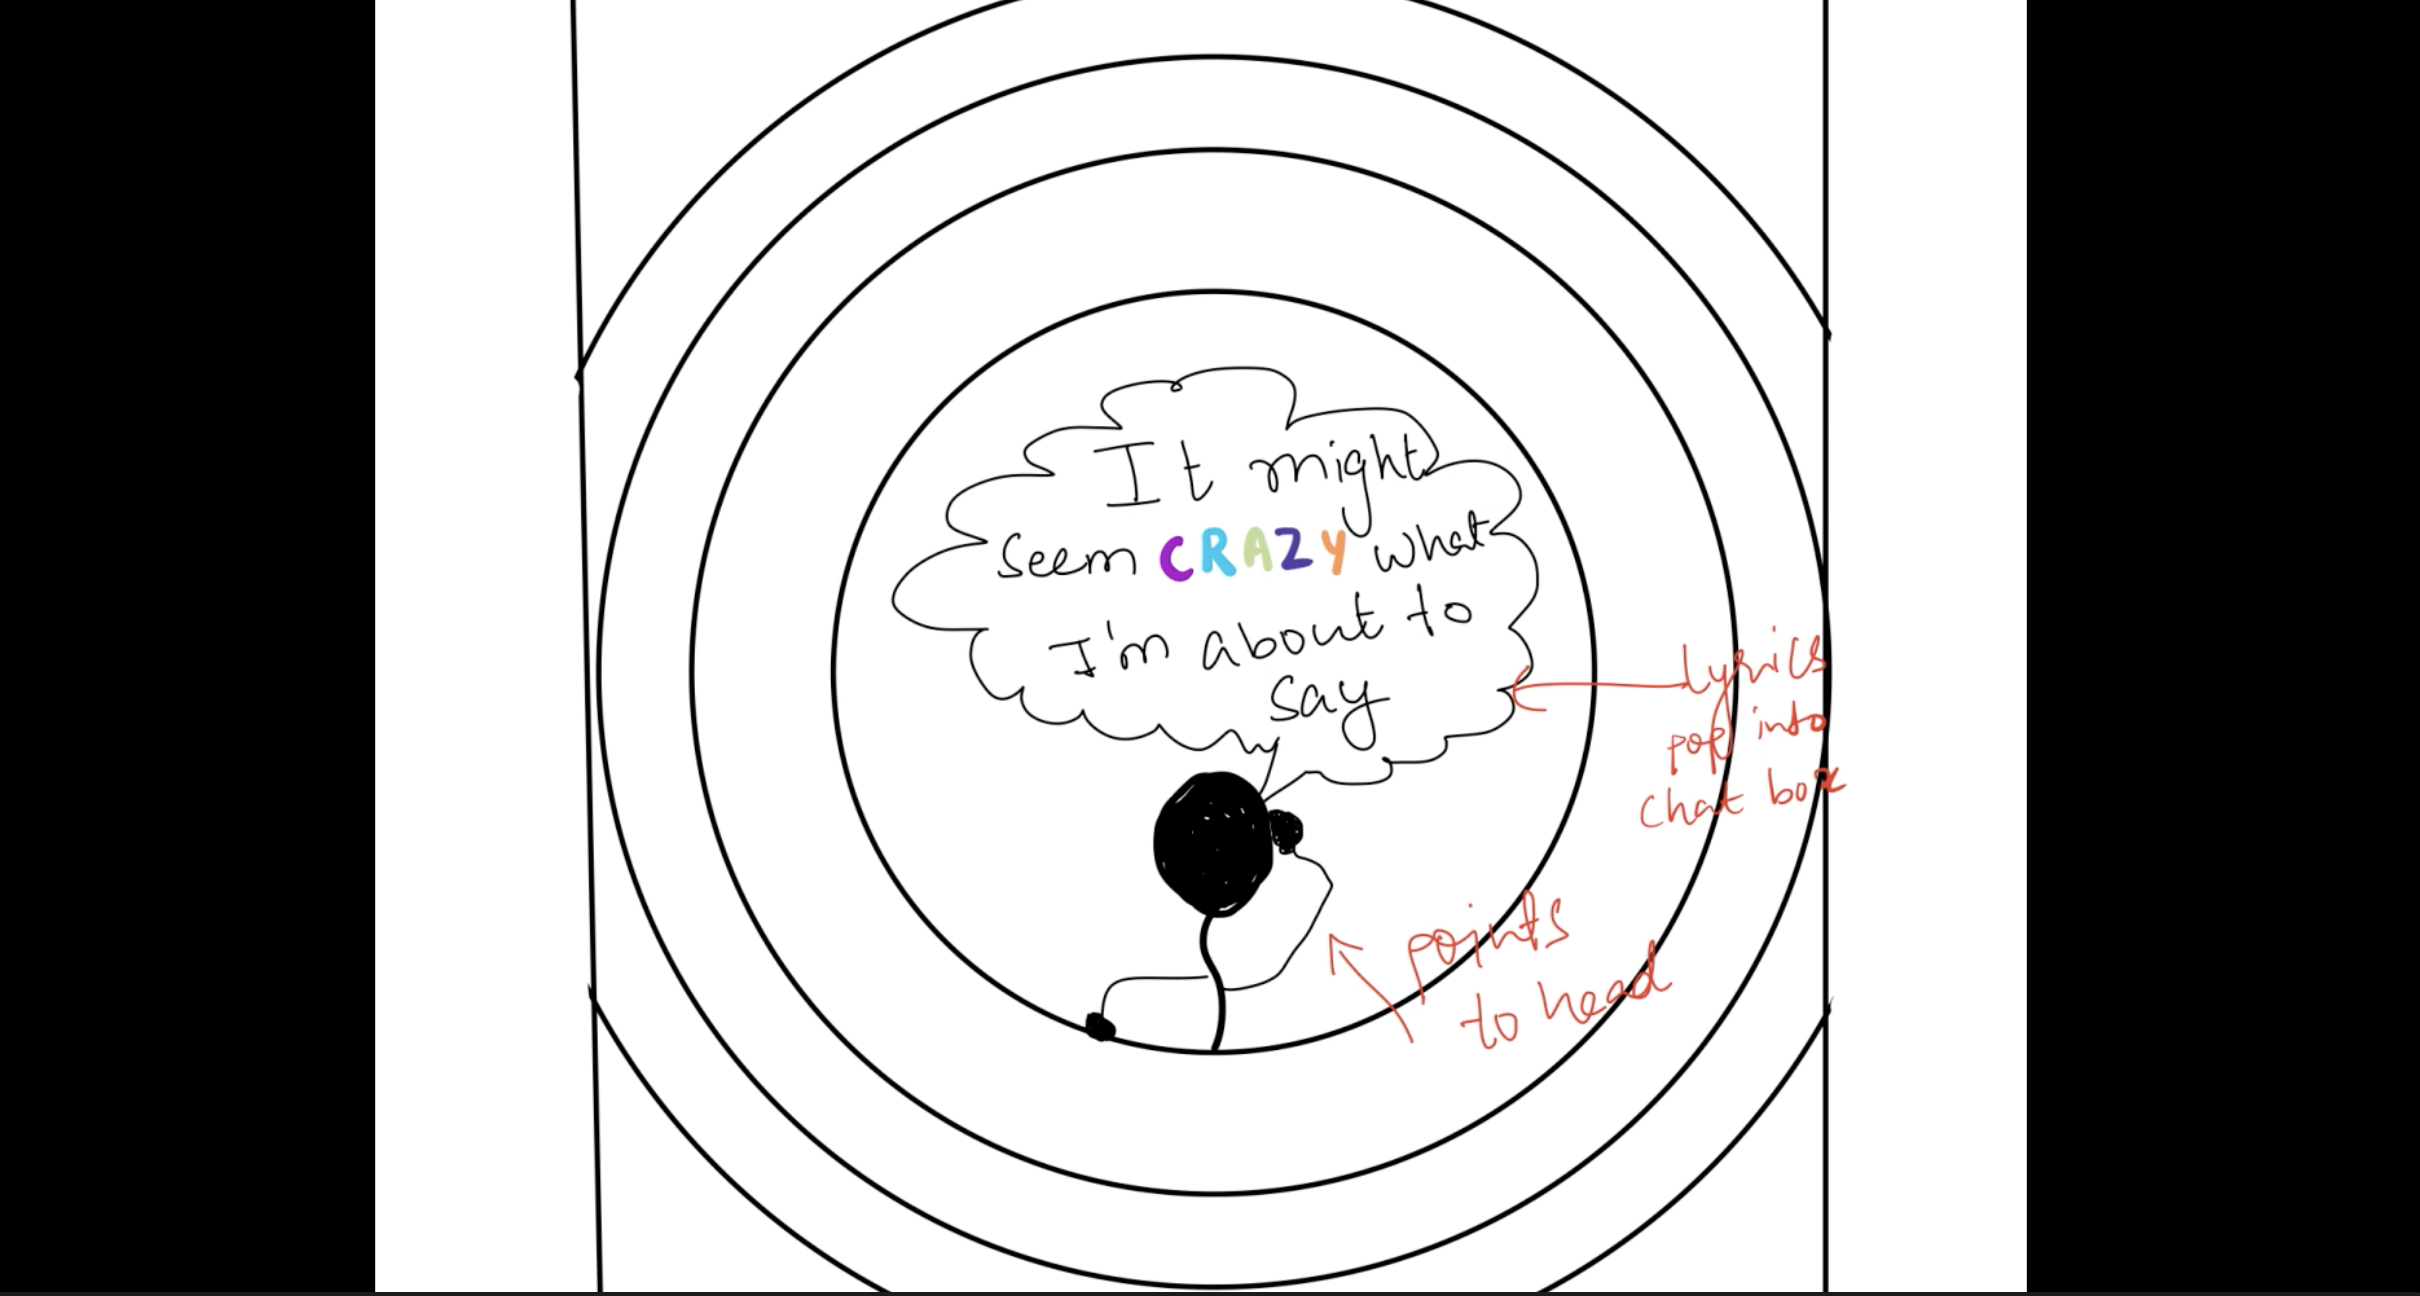 It might
seem CRAZY what
I'm about to
say
lyrics
pop into
chat box
points
to head